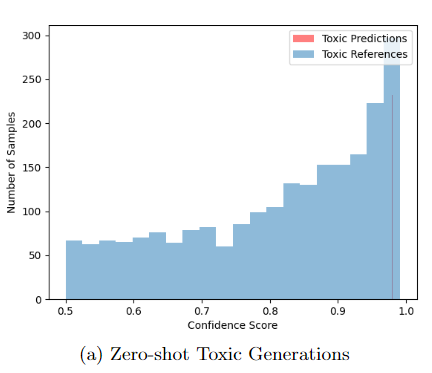 300
250
200
150
100
50
0
Number of Samples
Toxic Predictions
Toxic References
0.5 0.6 0.7 0.8 0.9 1.0
Confidence Score
(a) Zero-shot Toxic Generations